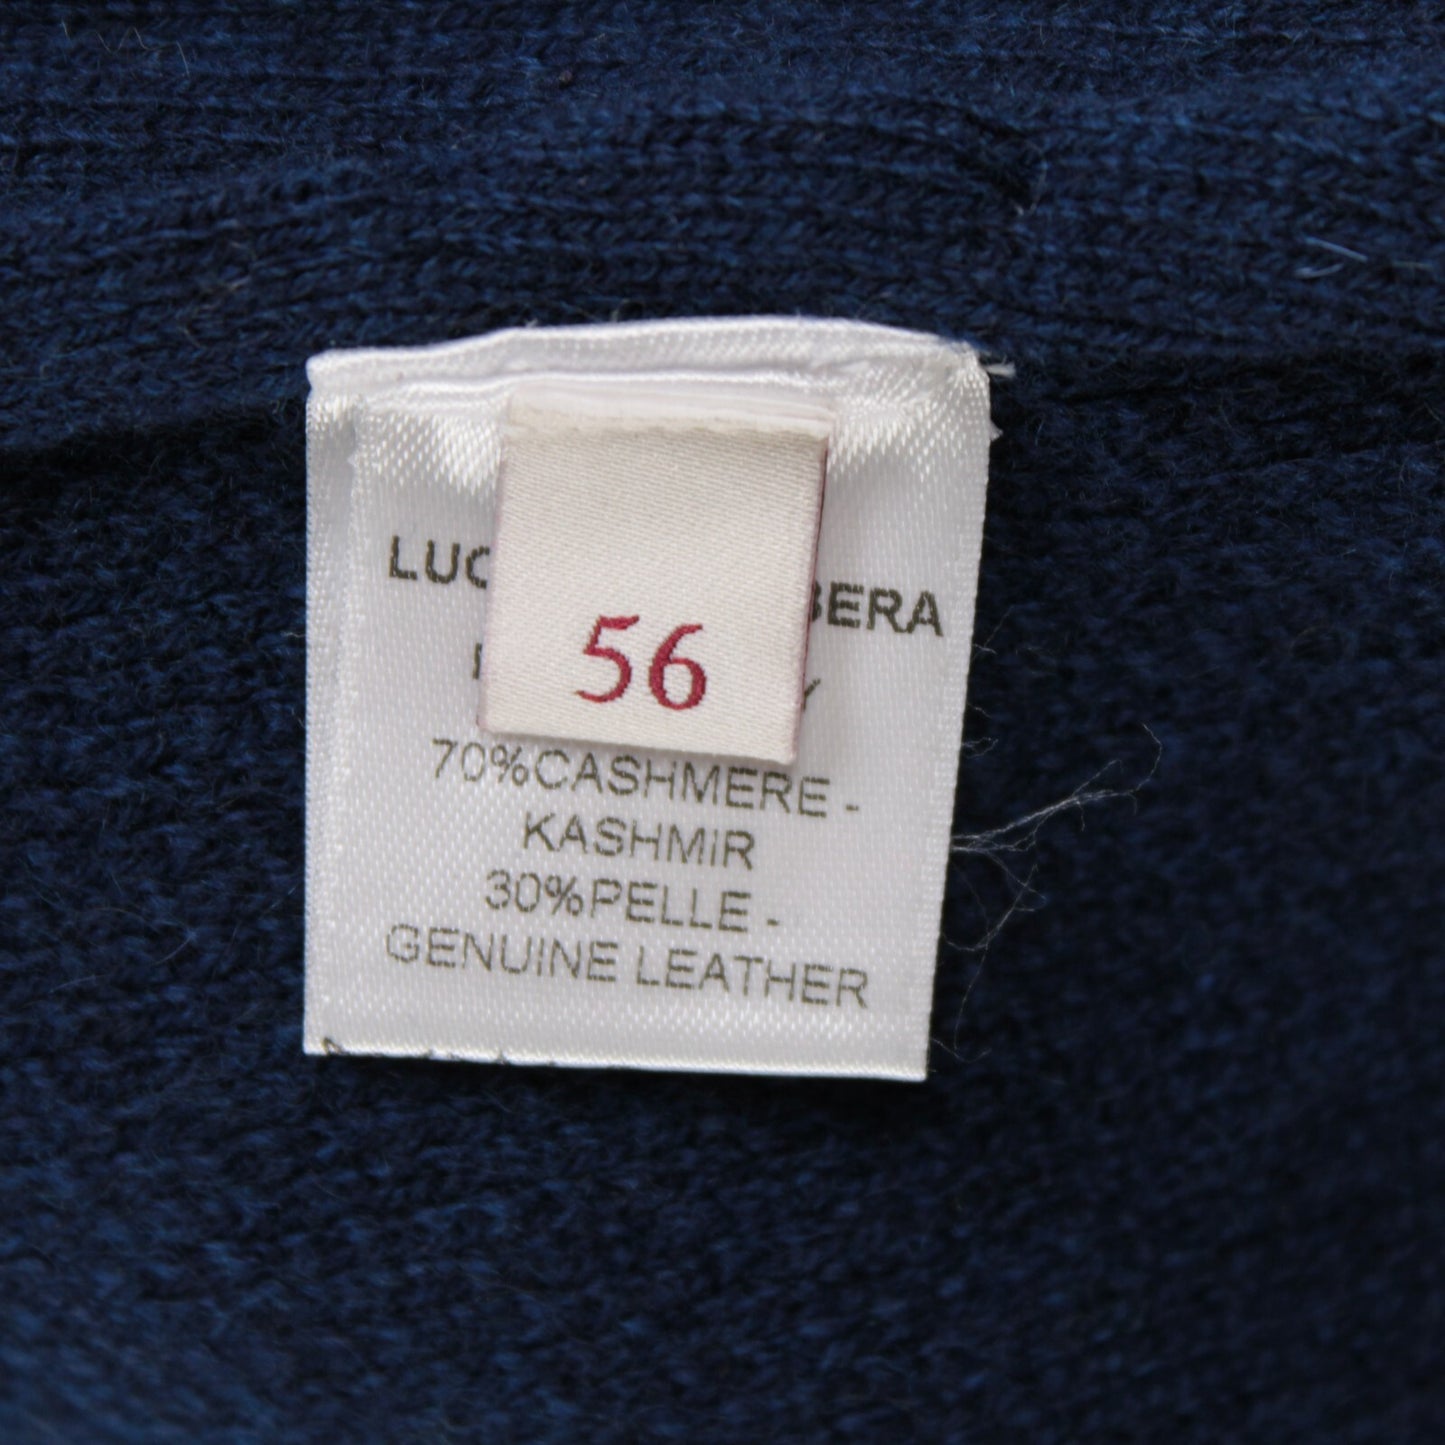 56
70%CASHMERE -
KASHMIR
30%PELLE -
GENUINE LEATHER